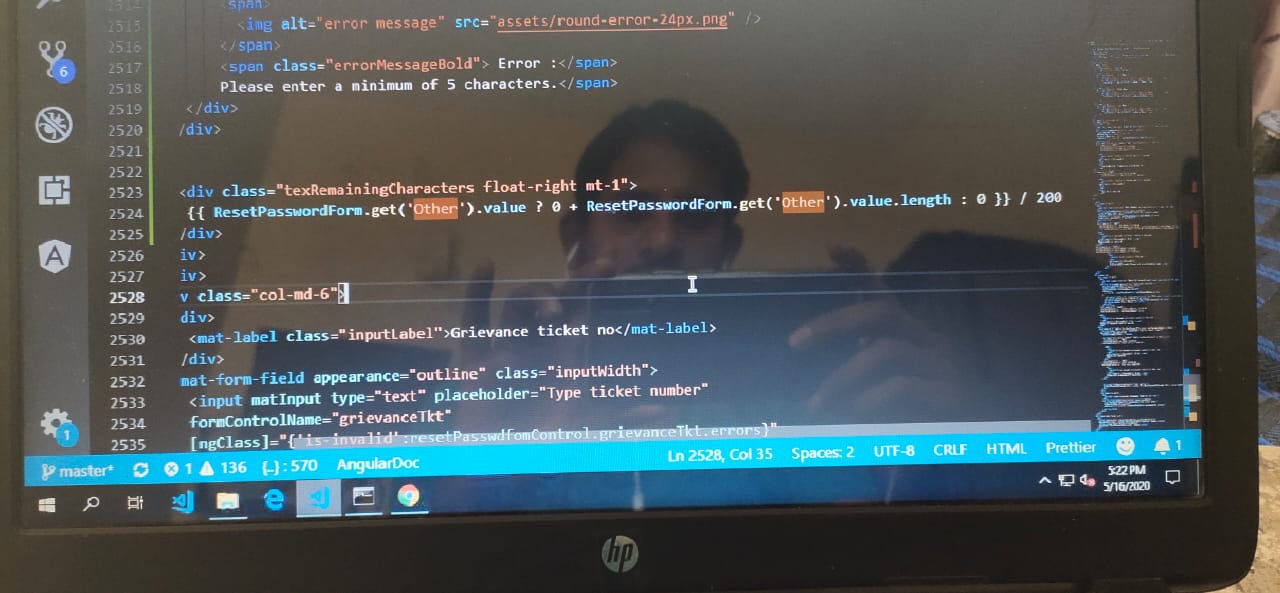 2514 <span>
2515 <img alt="error message" src="assets/round-error-24px.png" />
2516 </span>
2517 <span class="errorMessageBold"> Error :</span>
2518 Please enter a minimum of 5 characters.</span>
2519 </div>
2520 /div>
2521
2522
2523 <div class="texRemainingCharacters float-right mt-1">
2524 {{ ResetPasswordForm.get('Other').value ? 0 + ResetPasswordForm.get('Other').value.length : 0 }} / 200
2525 /div>
2526 iv>
2527 iv>
2528 v class="col-md-6">
2529 div>
2530 <mat-label class="inputLabel">Grievance ticket no</mat-label>
2531 /div>
2532 mat-form-field appearance="outline" class="inputWidth">
2533 <input matInput type="text" placeholder="Type ticket number"
2534 formControlName="grievanceTkt"
2535 [ngClass]="{'is-invalid':resetPasswdfomControl.grievanceTkt.errors}"
6
A
1
master* 1 136 {..} : 570 AngularDoc Ln 2528, Col 35 Spaces: 2 UTF-8 CRLF HTML Prettier 1
5:22 PM
5/16/2020
hp